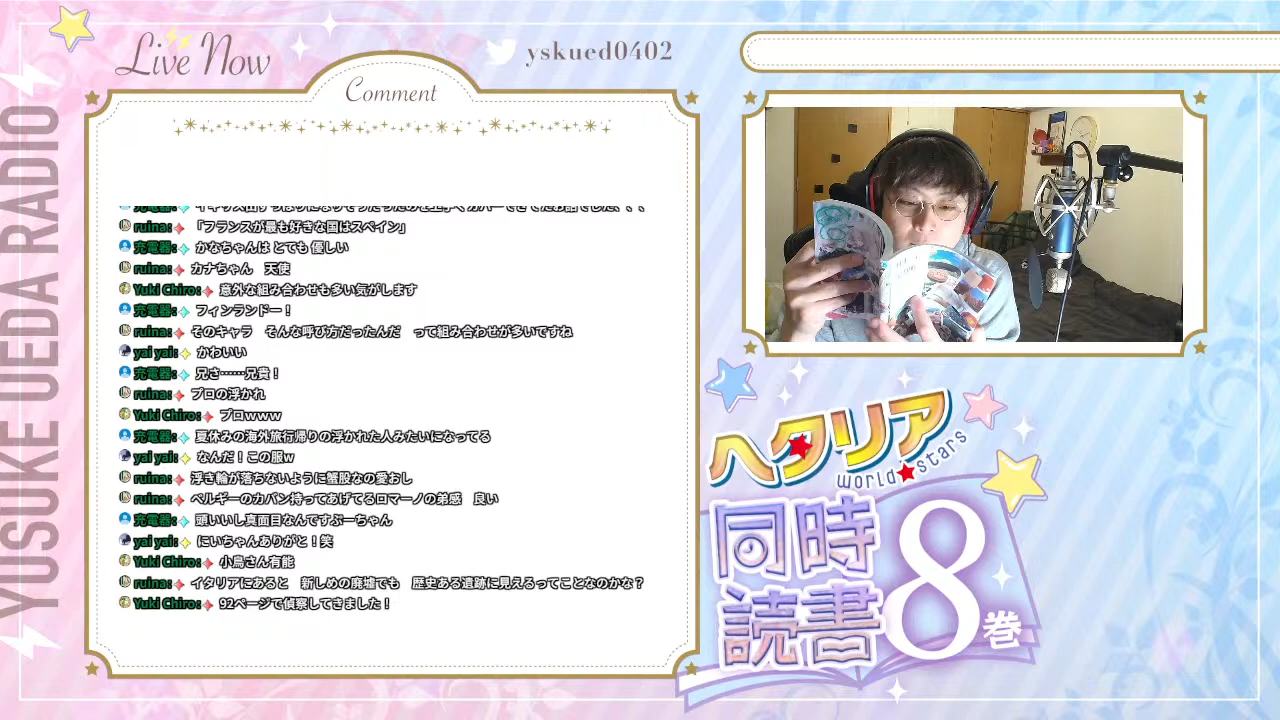 Live Now
yskued0402
Comment
YUSUKE UEDA RADIO
ruina: 「フランスが最も好きな国はスペイン」
充電器: かなちゃんは とても 優しい
ruina: カナちゃん 天使
Yuki Chiro: 意外な組み合わせも多い気がします
充電器: フィンランドー！
ruina: そのキャラ そんな呼び方だったんだ って組み合わせが多いですね
yai yai: かわいい
充電器: 兄さ……兄貴！
ruina: プロの浮かれ
Yuki Chiro: プロwww
充電器: 夏休みの海外旅行帰りの浮かれた人みたいになってる
yai yai: なんだ！この服w
ruina: 浮き輪が落ちないように蟹股なの愛おし
ruina: ベルギーのカバン持ってあげてるロマーノの弟感 良い
充電器: 頭いいし真面目なんですぷーちゃん
yai yai: にいちゃんありがと！笑
Yuki Chiro: 小鳥さん有能
ruina: イタリアにあると 新しめの廃墟でも 歴史ある遺跡に見えるってことなのかな？
Yuki Chiro: 92ページで偵察してきました！
ヘタリア
world★stars
同時
読書
8巻